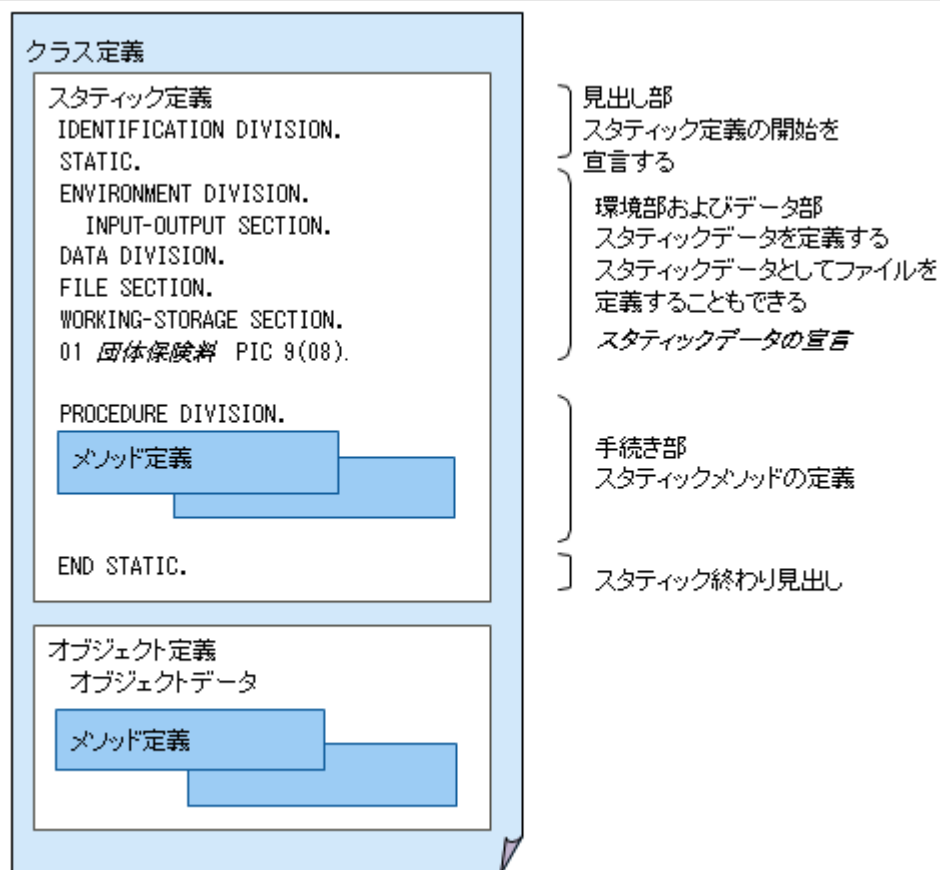 クラス定義
スタティック定義
IDENTIFICATION DIVISION.
STATIC.
ENVIRONMENT DIVISION.
INPUT-OUTPUT SECTION.
DATA DIVISION.
FILE SECTION.
WORKING-STORAGE SECTION.
01 団体保険料 PIC 9(08).
PROCEDURE DIVISION.
メソッド定義
END STATIC.
オブジェクト定義
オブジェクトデータ
メソッド定義
見出し部
スタティック定義の開始を
宣言する
環境部およびデータ部
スタティックデータを定義する
スタティックデータとしてファイルを
定義することもできる
スタティックデータの宣言
手続き部
スタティックメソッドの定義
スタティック終わり見出し